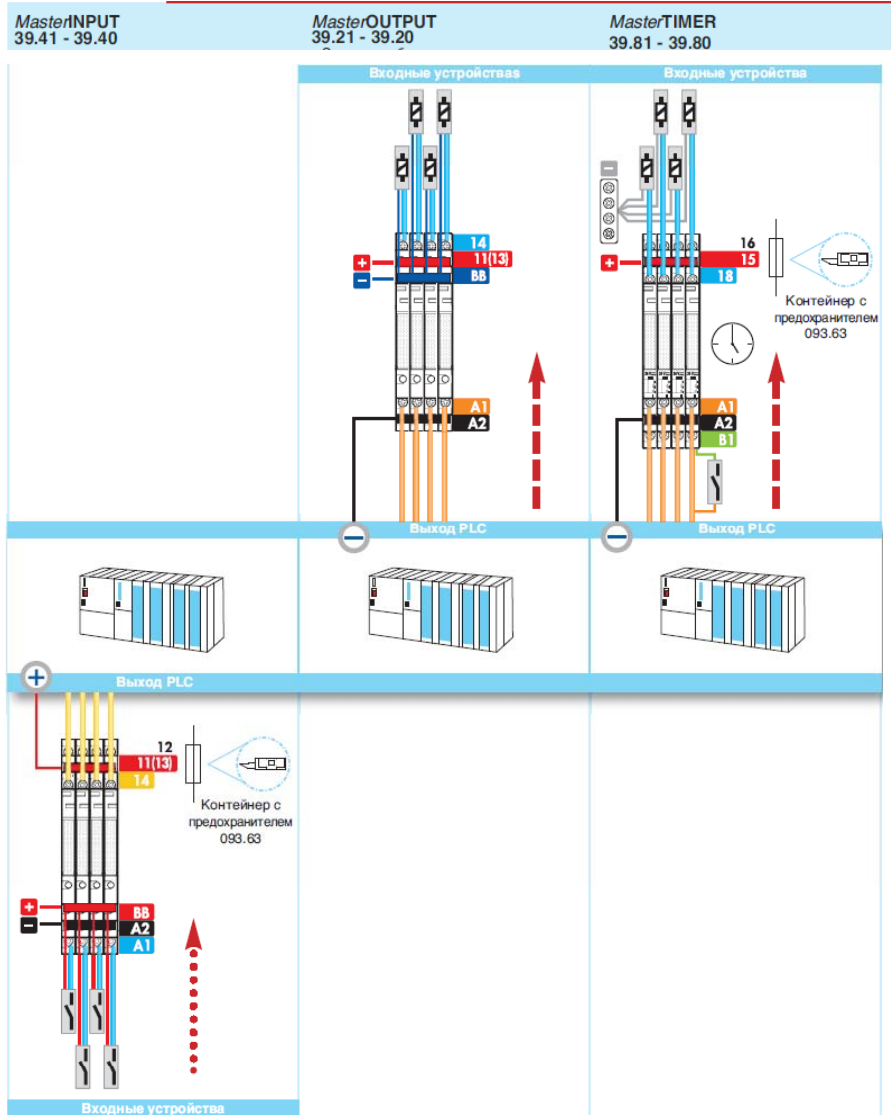 MasterINPUT
39.41 - 39.40
MasterOUTPUT
39.21 - 39.20
MasterTIMER
39.81 - 39.80
Входные устройствas
14
11(13)
BB
A1
A2
Выход PLC
Входные устройства
16
15
18
Контейнер с
предохранителем
093.63
A1
A2
B1
Выход PLC
Выход PLC
12
11(13)
14
Контейнер с
предохранителем
093.63
BB
A2
A1
Входные устройства